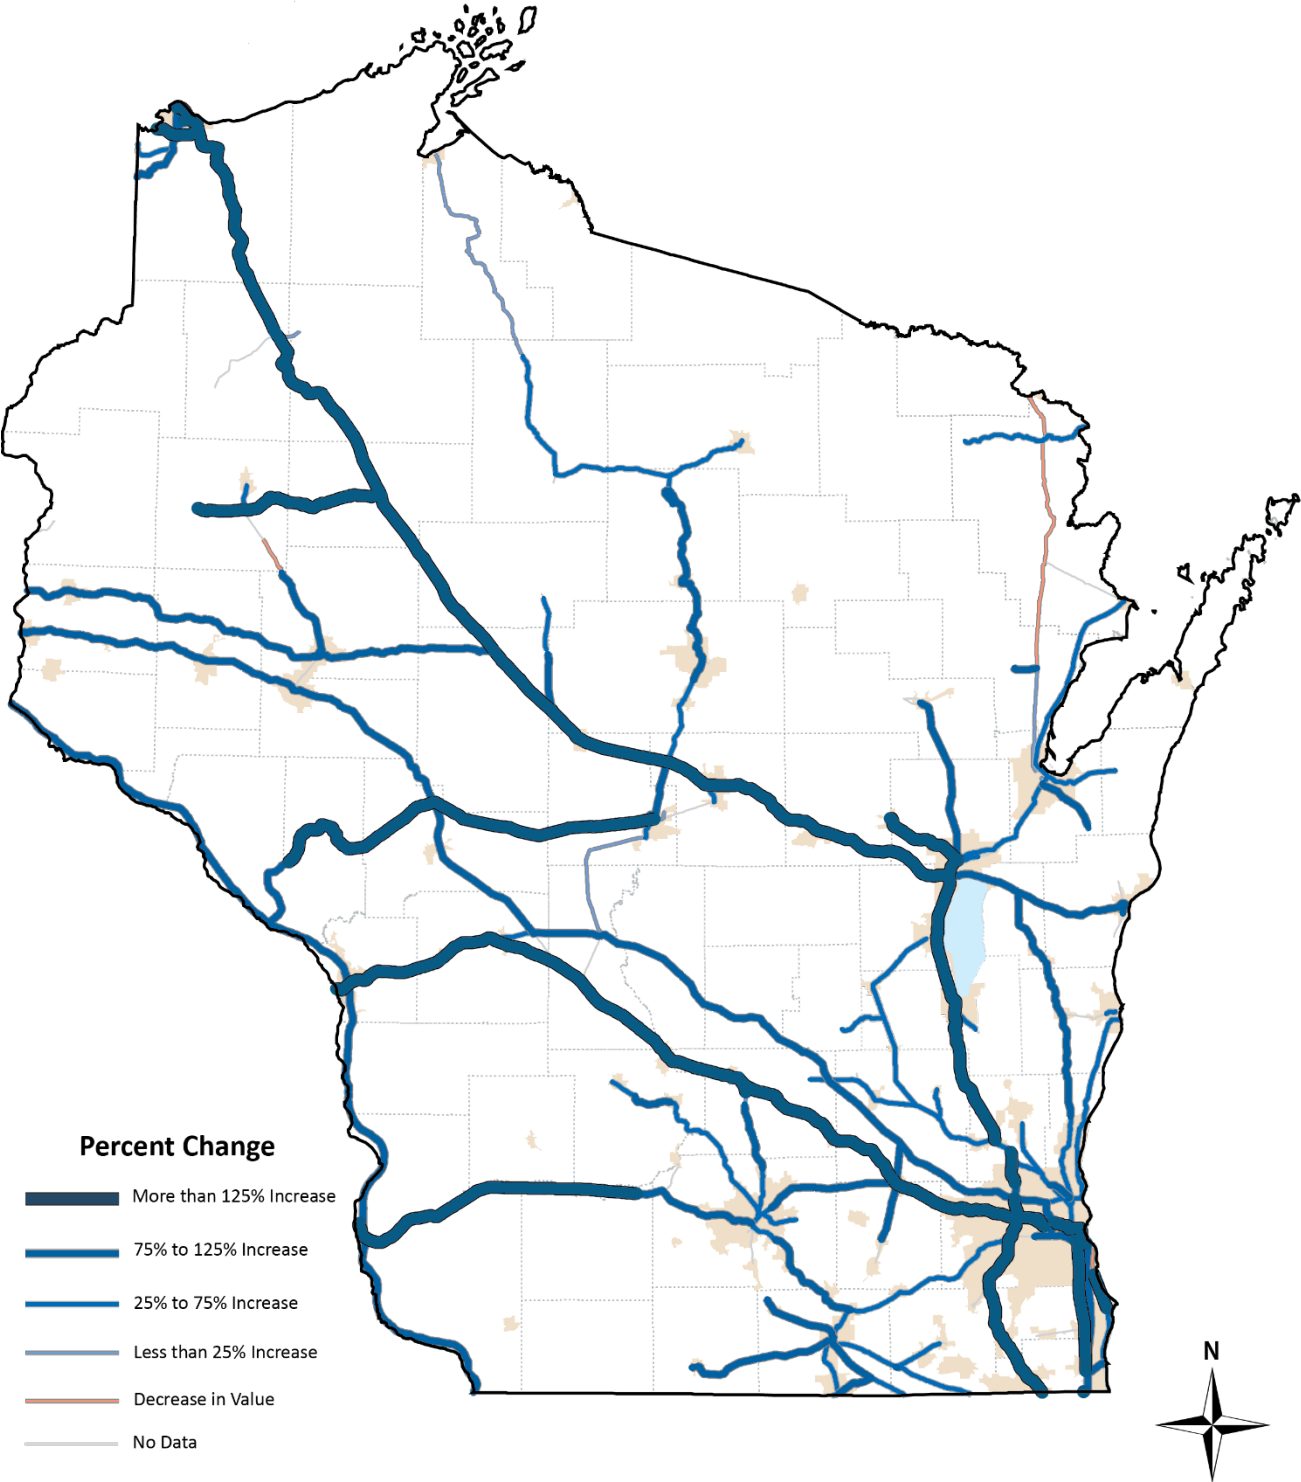 Percent Change
More than 125% Increase
75% to 125% Increase
25% to 75% Increase
Less than 25% Increase
Decrease in Value
No Data
N